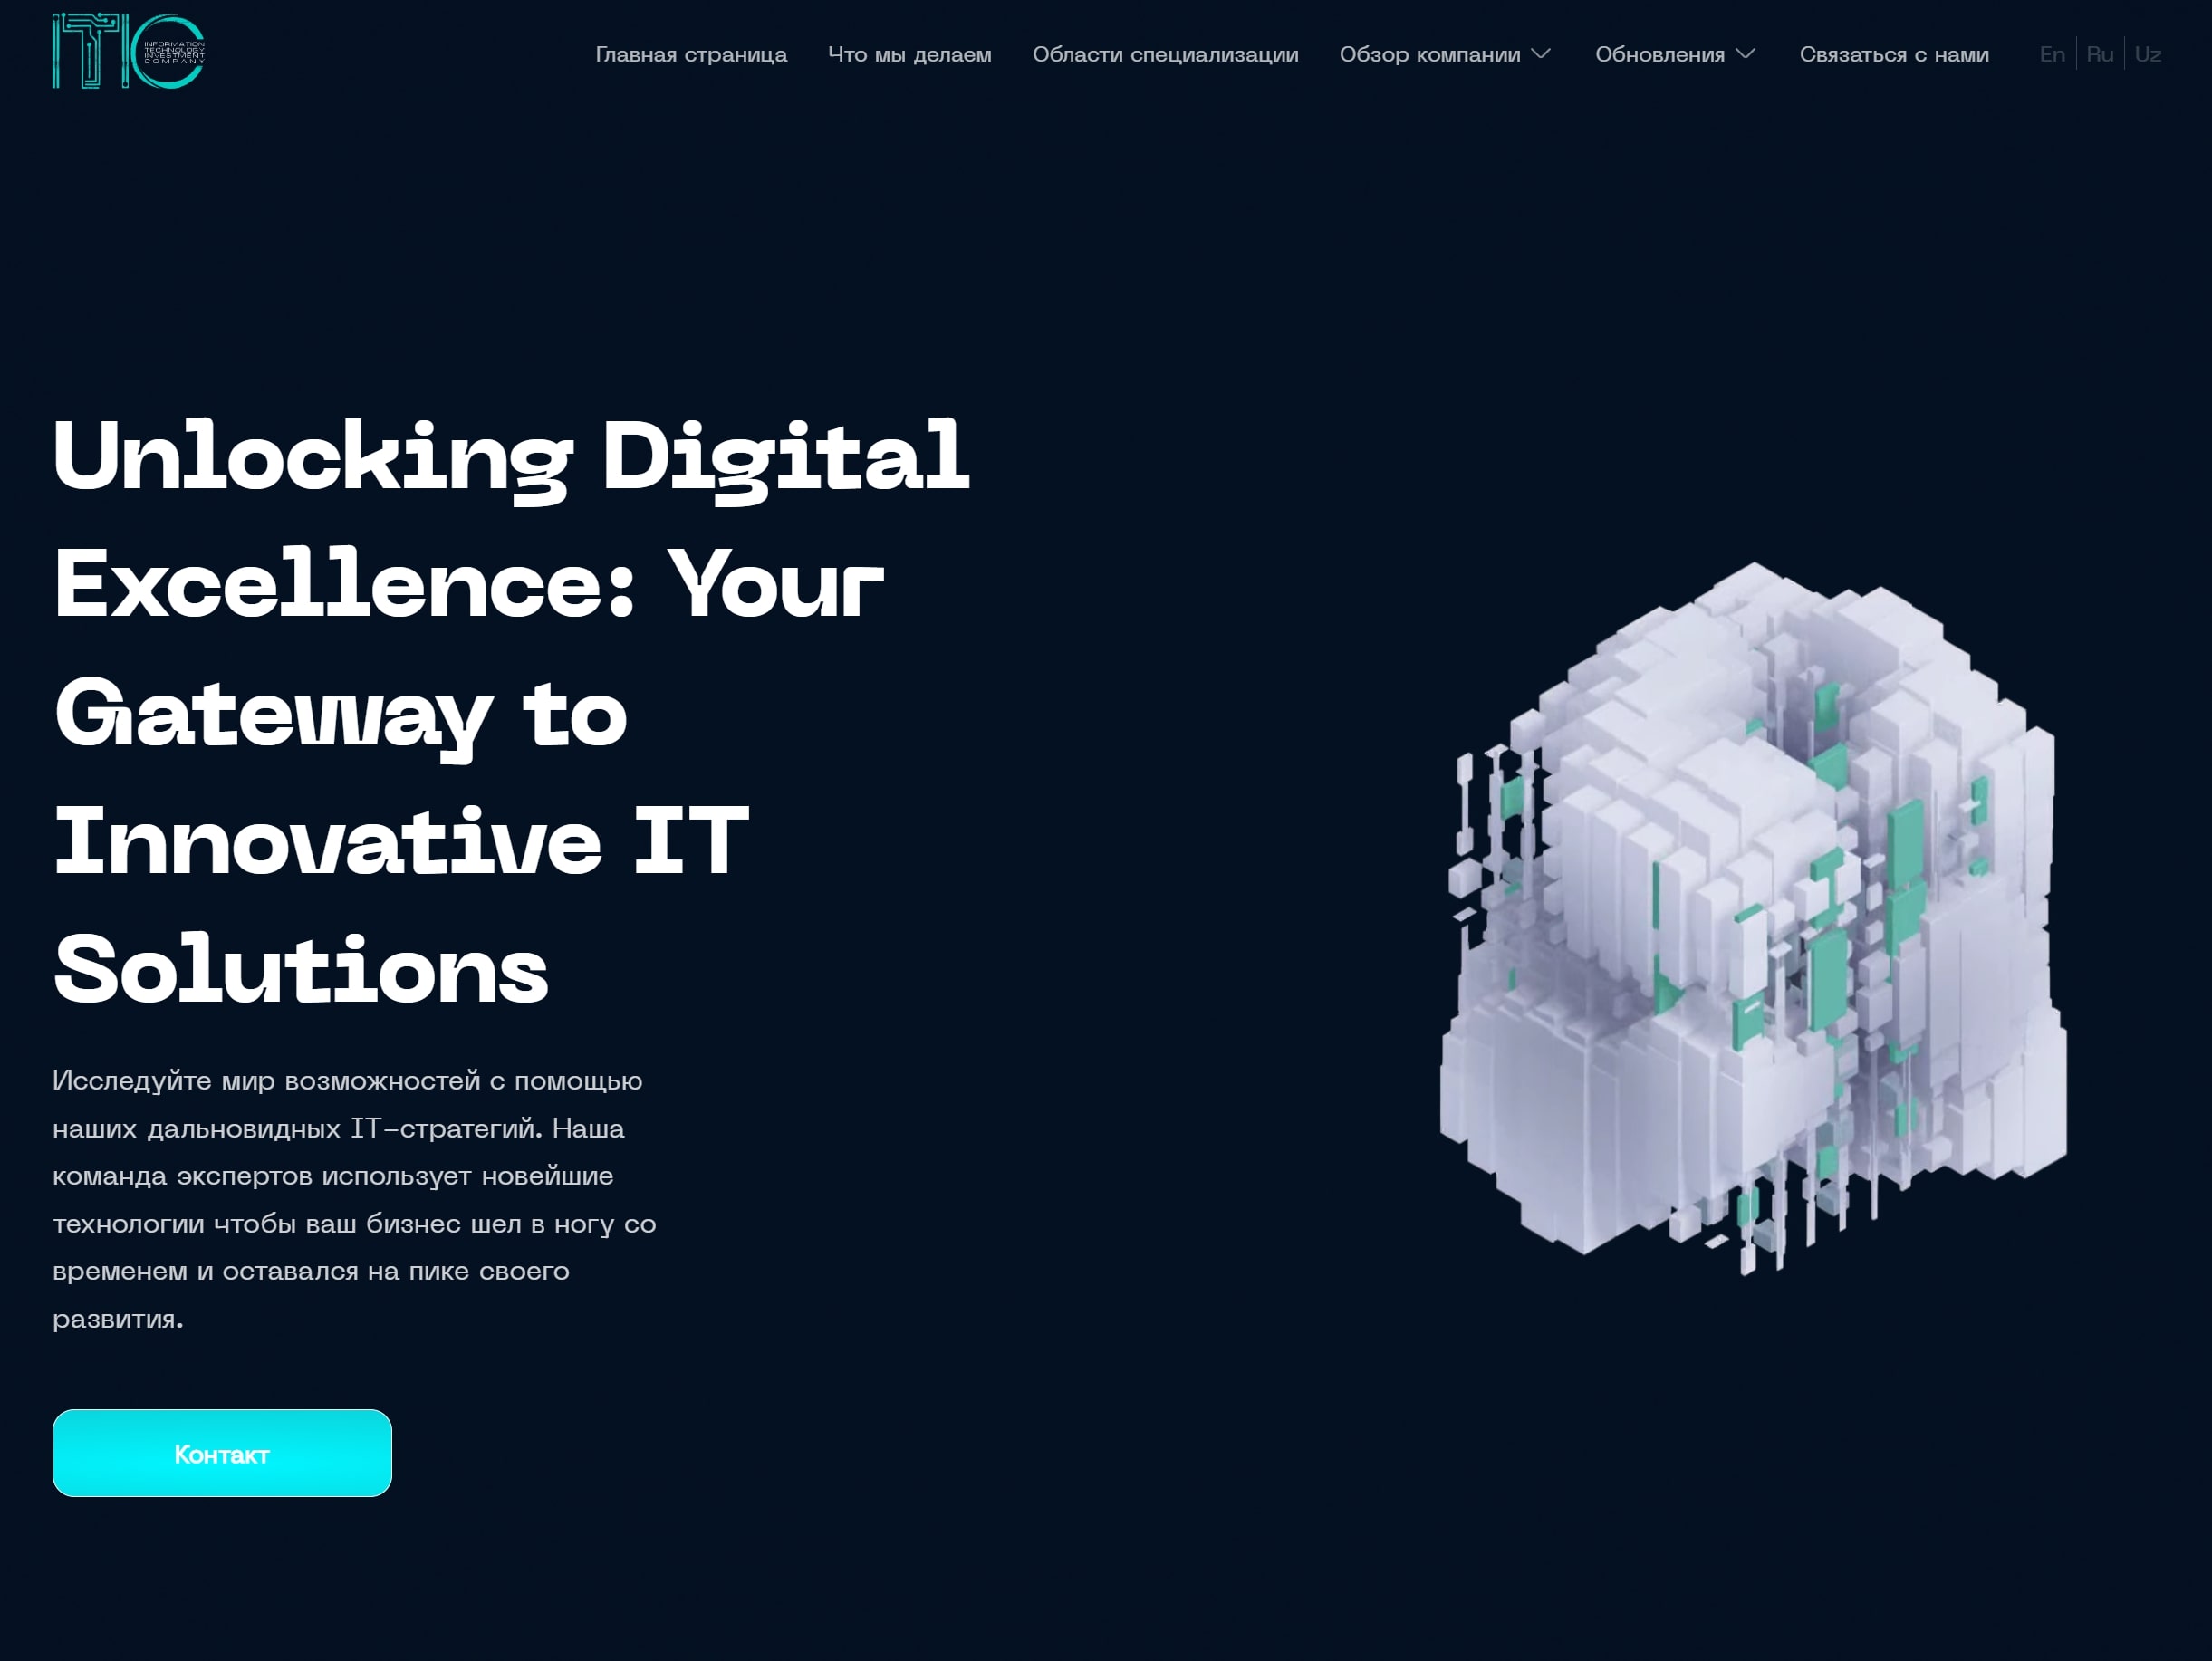 ITIC
INFORMATION
TECHNOLOGY
INVESTMENT
COMPANY
Главная страница
Что мы делаем
Области специализации
Обзор компании
Обновления
Связаться с нами
En
Ru
Uz
Unlocking Digital
Excellence: Your
Gateway to
Innovative IT
Solutions
Исследуйте мир возможностей с помощью
наших дальновидных IT-стратегий. Наша
команда экспертов использует новейшие
технологии чтобы ваш бизнес шел в ногу со
временем и оставался на пике своего
развития.
Контакт